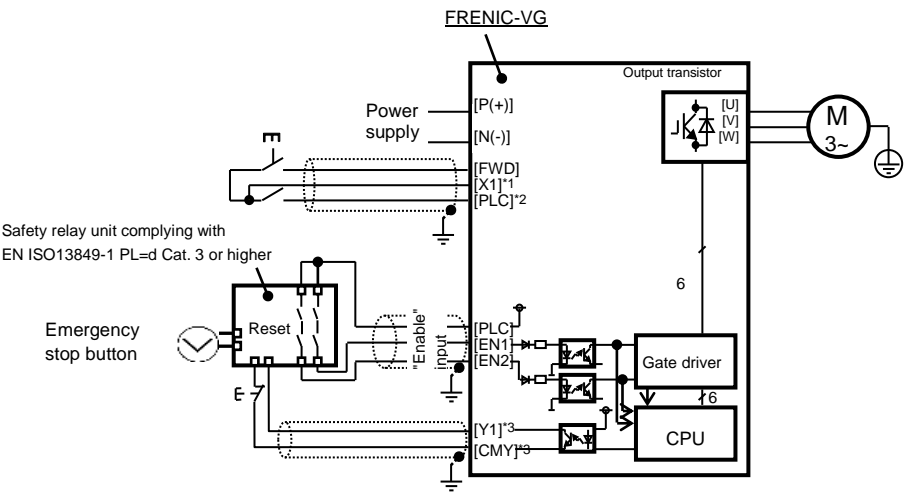 FRENIC-VG
Output transistor
Power
supply
[P(+)]
[N(-)]
[U]
[V]
[W]
M
3~
[FWD]
[X1]*1
[PLC]*2
Safety relay unit complying with
EN ISO13849-1 PL=d Cat. 3 or higher
6
Emergency
stop button
Reset
"Enable"
input
[PLC]
[EN1]
[EN2]
Gate driver
6
[Y1]*3
[CMY]*3
CPU